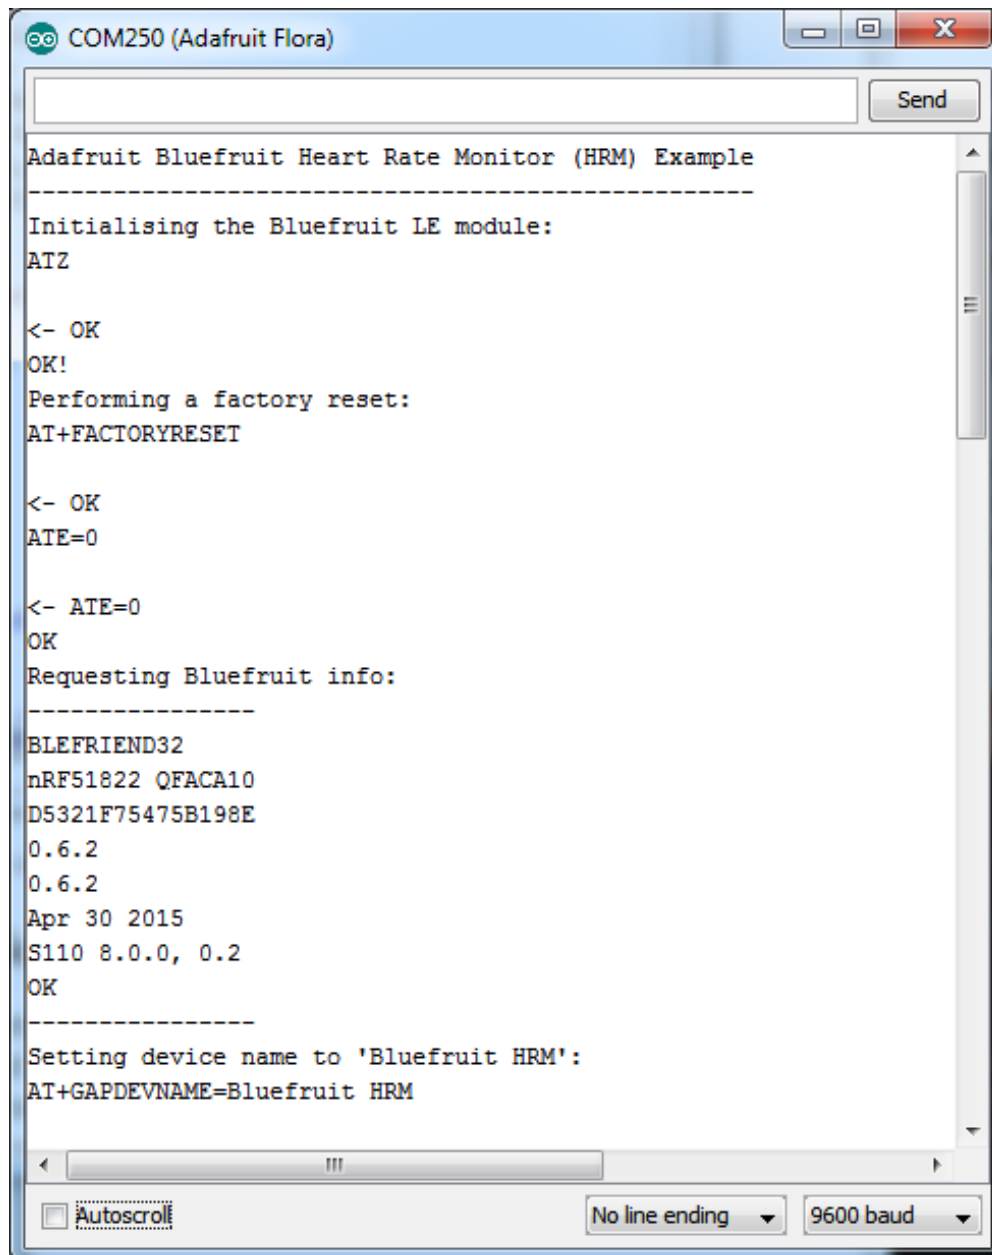 COM250 (Adafruit Flora)
Send
Adafruit Bluefruit Heart Rate Monitor (HRM) Example
---------------------------------------------------
Initialising the Bluefruit LE module:
ATZ
<- OK
OK!
Performing a factory reset:
AT+FACTORYRESET
<- OK
ATE=0
<- ATE=0
OK
Requesting Bluefruit info:
----------------
BLEFRIEND32
nRF51822 QFACA10
D5321F75475B198E
0.6.2
0.6.2
Apr 30 2015
S110 8.0.0, 0.2
OK
----------------
Setting device name to 'Bluefruit HRM':
AT+GAPDEVNAME=Bluefruit HRM
Autoscroll No line ending 9600 baud